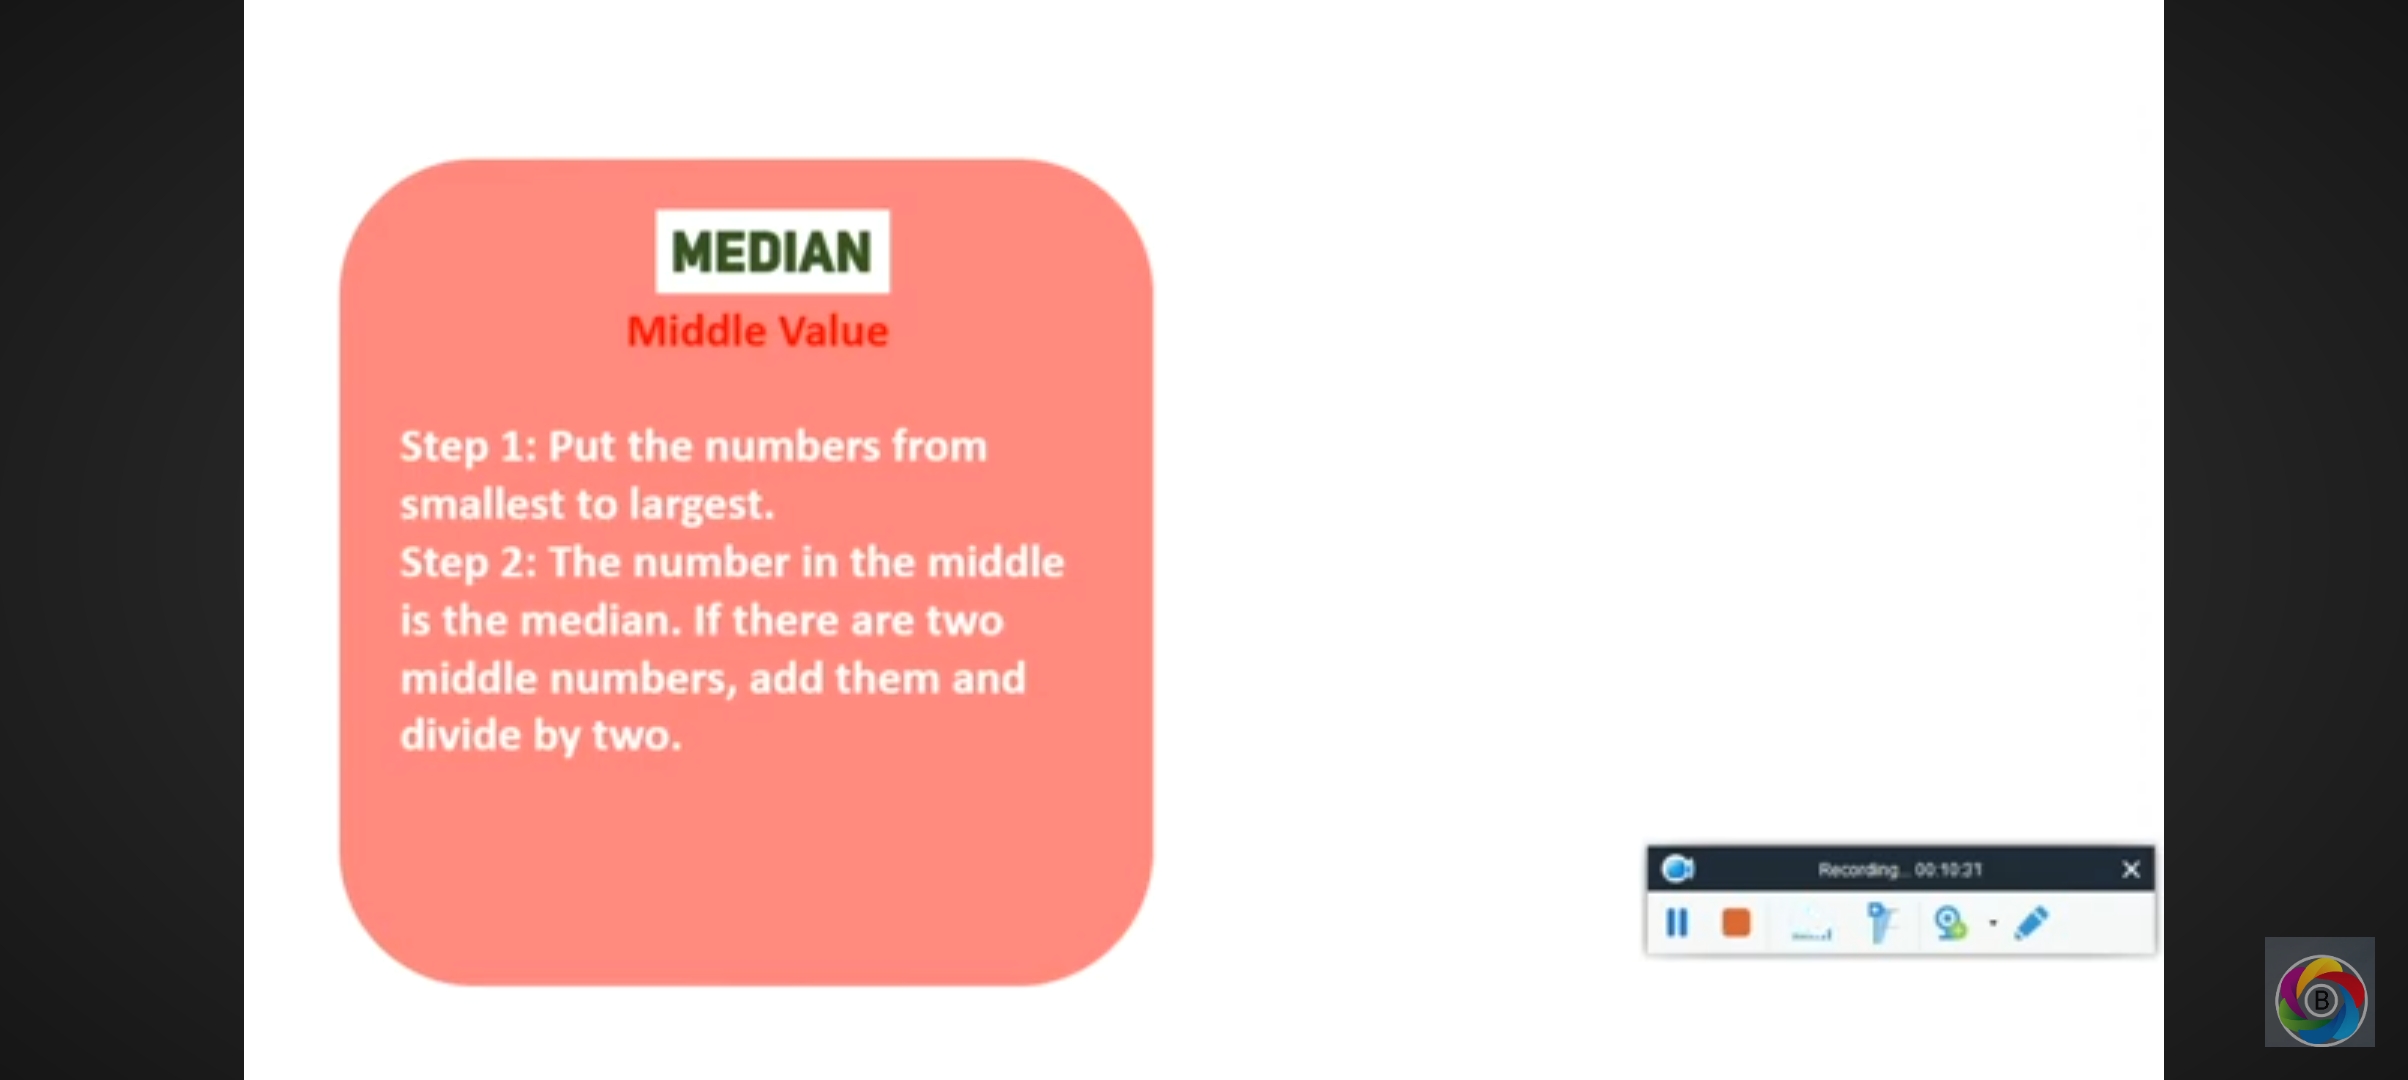 MEDIAN
Middle Value
Step 1: Put the numbers from
smallest to largest.
Step 2: The number in the middle
is the median. If there are two
middle numbers, add them and
divide by two.
Recording... 00:10:21
B